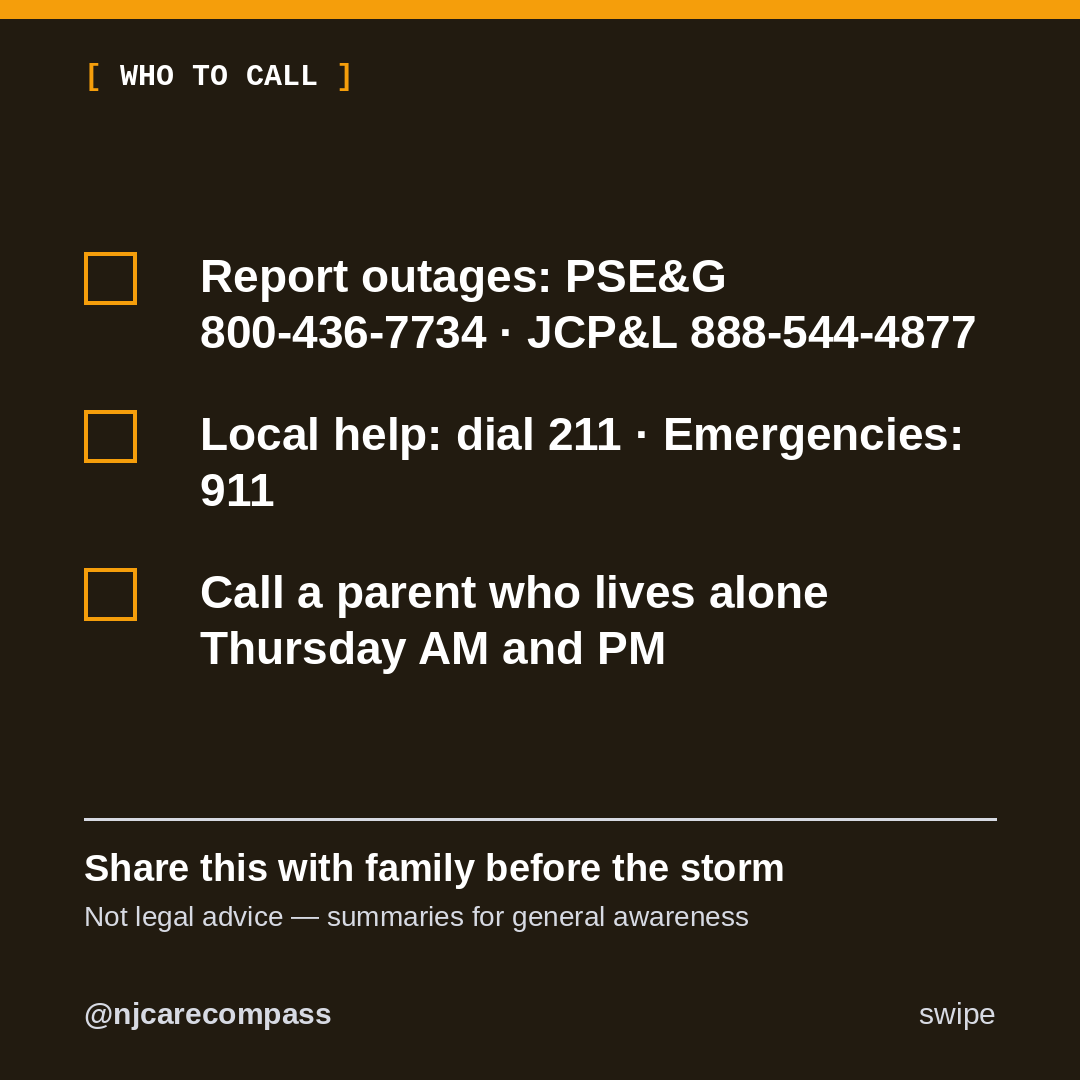 [ WHO TO CALL ]
Report outages: PSE&G
800-436-7734 · JCP&L 888-544-4877
Local help: dial 211 · Emergencies:
911
Call a parent who lives alone
Thursday AM and PM
Share this with family before the storm
Not legal advice — summaries for general awareness
@njcarecompass
swipe